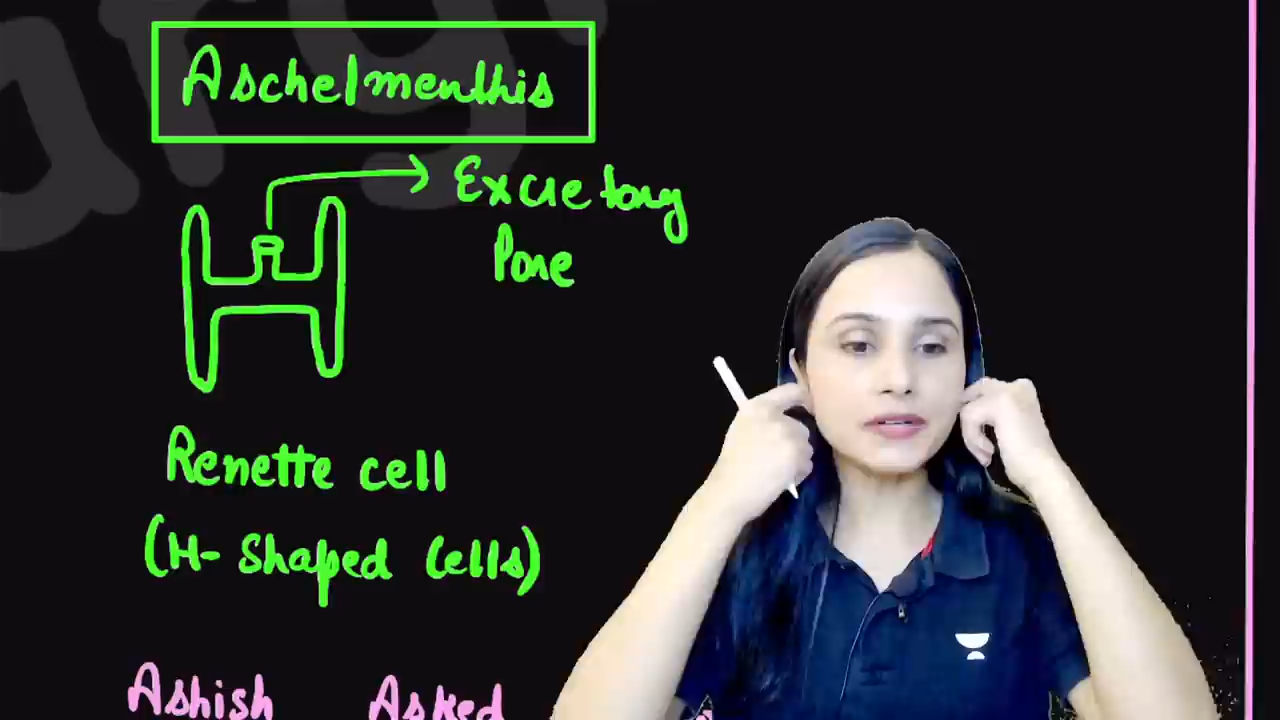 Aschelmenthis
Excretory
Pore
Renette cell
(H-Shaped Cells)
Ashish Asked